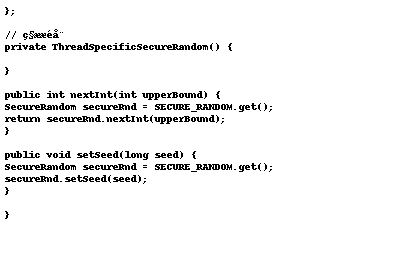 };
// ç§ææéå¨
private ThreadSpecificSecureRandom() {
}
public int nextInt(int upperBound) {
SecureRandom secureRnd = SECURE_RANDOM.get();
return secureRnd.nextInt(upperBound);
}
public void setSeed(long seed) {
SecureRandom secureRnd = SECURE_RANDOM.get();
secureRnd.setSeed(seed);
}
}